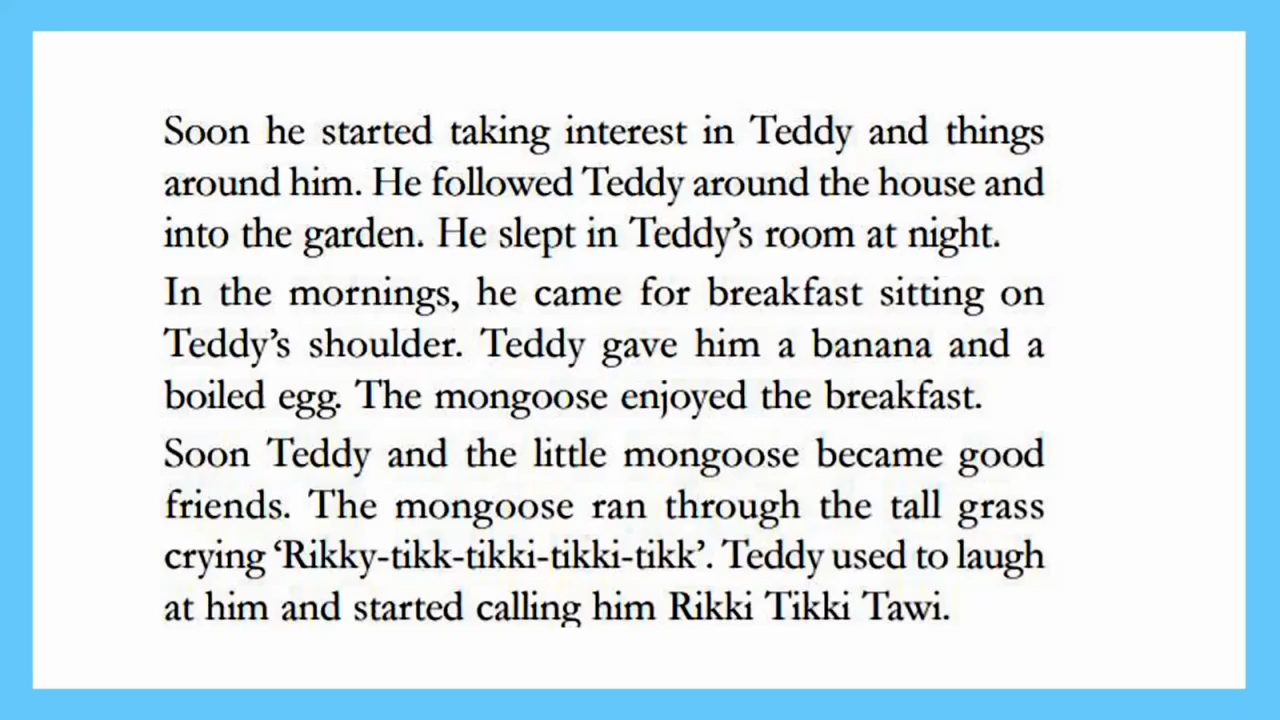 Soon he started taking interest in Teddy and things
around him. He followed Teddy around the house and
into the garden. He slept in Teddy’s room at night.
In the mornings, he came for breakfast sitting on
Teddy’s shoulder. Teddy gave him a banana and a
boiled egg. The mongoose enjoyed the breakfast.
Soon Teddy and the little mongoose became good
friends. The mongoose ran through the tall grass
crying ‘Rikky-tikk-tikki-tikki-tikk’. Teddy used to laugh
at him and started calling him Rikki Tikki Tawi.